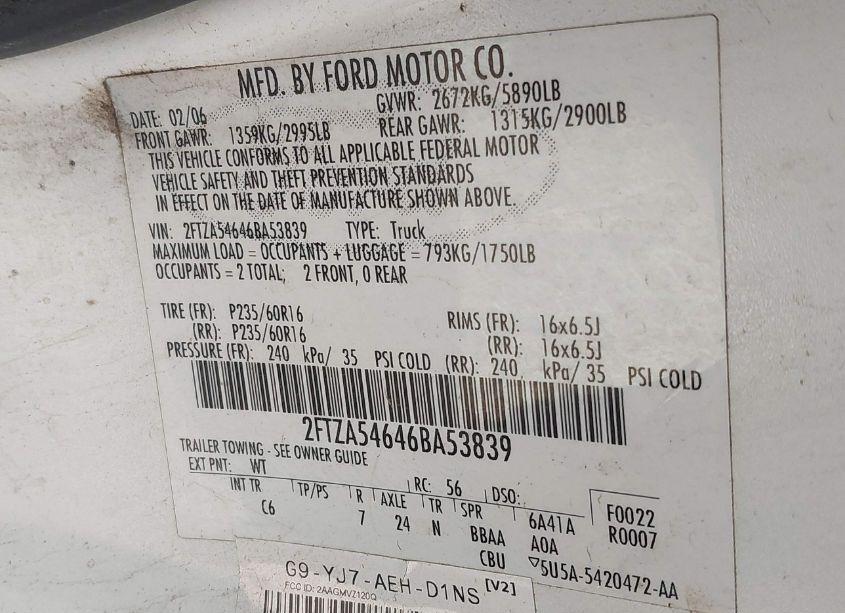 MFD. BY FORD MOTOR CO.
DATE: 02/06 GVWR: 2672KG/5890LB
FRONT GAWR: 1359KG/2995LB REAR GAWR: 1315KG/2900LB
THIS VEHICLE CONFORMS TO ALL APPLICABLE FEDERAL MOTOR
VEHICLE SAFETY AND THEFT PREVENTION STANDARDS
IN EFFECT ON THE DATE OF MANUFACTURE SHOWN ABOVE.
VIN: 2FTZA54646BA53839 TYPE: Truck
MAXIMUM LOAD = OCCUPANTS + LUGGAGE = 793KG/1750LB
OCCUPANTS = 2 TOTAL; 2 FRONT, 0 REAR
TIRE (FR): P235/60R16 RIMS (FR): 16x6.5J
(RR): P235/60R16 (RR): 16x6.5J
PRESSURE (FR): 240 kPa/ 35 PSI COLD (RR): 240 kPa/ 35 PSI COLD
2FTZA54646BA53839
TRAILER TOWING - SEE OWNER GUIDE
EXT PNT: WT RC: 56 DSO: F0022
INT TR TP/PS R AXLE TR SPR 6A41A R0007
C6 7 24 N BBAA A0A
CBU ▽5U5A-5420472-AA
G9-YJ7-AEH-D1NS [V2]
FCC ID: 2AAGMVZ120Q